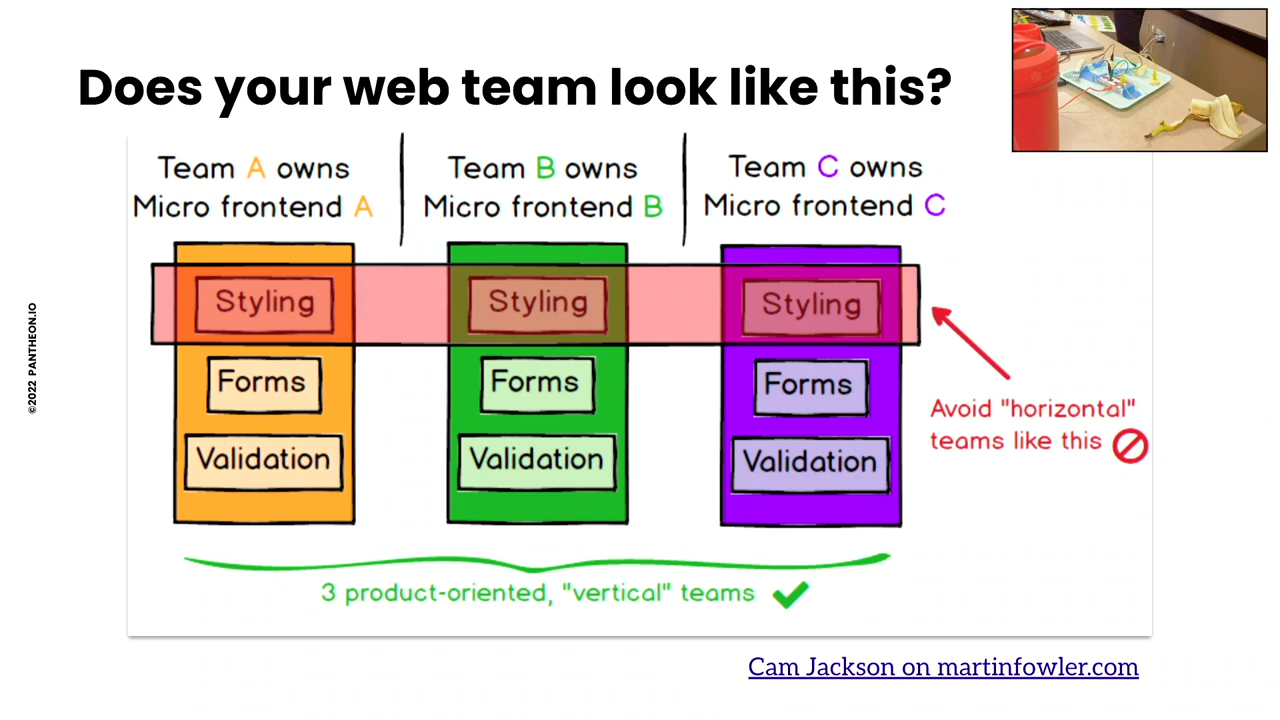 Does your web team look like this?
Team A owns
Micro frontend A
Team B owns
Micro frontend B
Team C owns
Micro frontend C
Styling
Styling
Styling
Forms
Forms
Forms
Validation
Validation
Validation
Avoid "horizontal"
teams like this
3 product-oriented, "vertical" teams
Cam Jackson on martinfowler.com
©2022 PANTHEON.IO